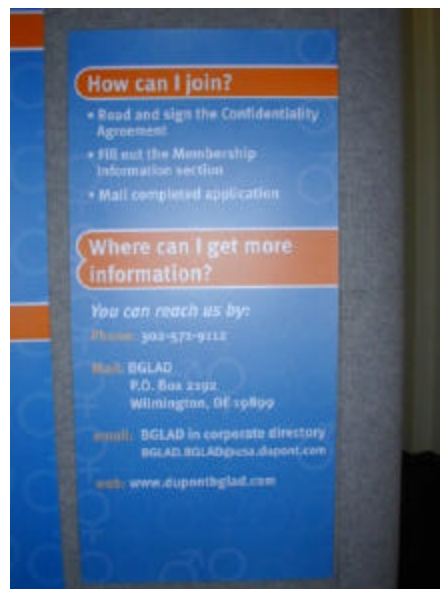 How can I join?
• Read and sign the Confidentiality
Agreement
• Fill out the Membership
Information section
• Mail completed application
Where can I get more
information?
You can reach us by:
Phone: 302-571-9112
Mail: BGLAD
P.O. Box 2192
Wilmington, DE 19899
email: BGLAD in corporate directory
BGLAD.BGLAD@usa.dupont.com
web: www.dupontbglad.com